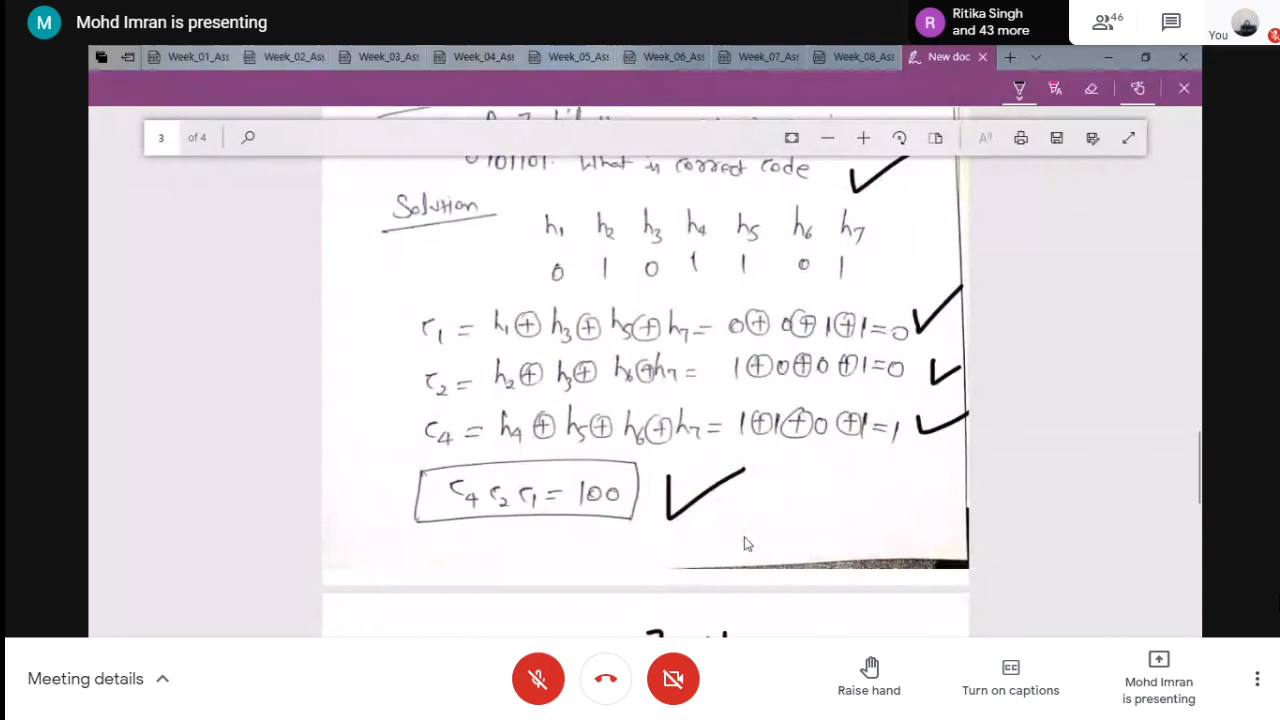 M Mohd Imran is presenting
R Ritika Singh and 43 more
46
You
Week_01_Ass Week_02_Ass Week_03_Ass Week_04_Ass Week_05_Ass Week_06_Ass Week_07_Ass Week_08_Ass New doc
3 of 4
0101101. What is correct code
Solution
h₁ h₂ h₃ h₄ h₅ h₆ h₇
0 1 0 1 1 0 1
r₁ = h₁ ⊕ h₃ ⊕ h₅ ⊕ h₇ = 0 ⊕ 0 ⊕ 1 ⊕ 1 = 0
r₂ = h₂ ⊕ h₃ ⊕ h₆ ⊕ h₇ = 1 ⊕ 0 ⊕ 0 ⊕ 1 = 0
r₄ = h₄ ⊕ h₅ ⊕ h₆ ⊕ h₇ = 1 ⊕ 1 ⊕ 0 ⊕ 1 = 1
r₄ r₂ r₁ = 100
Meeting details
Raise hand
Turn on captions
Mohd Imran
is presenting